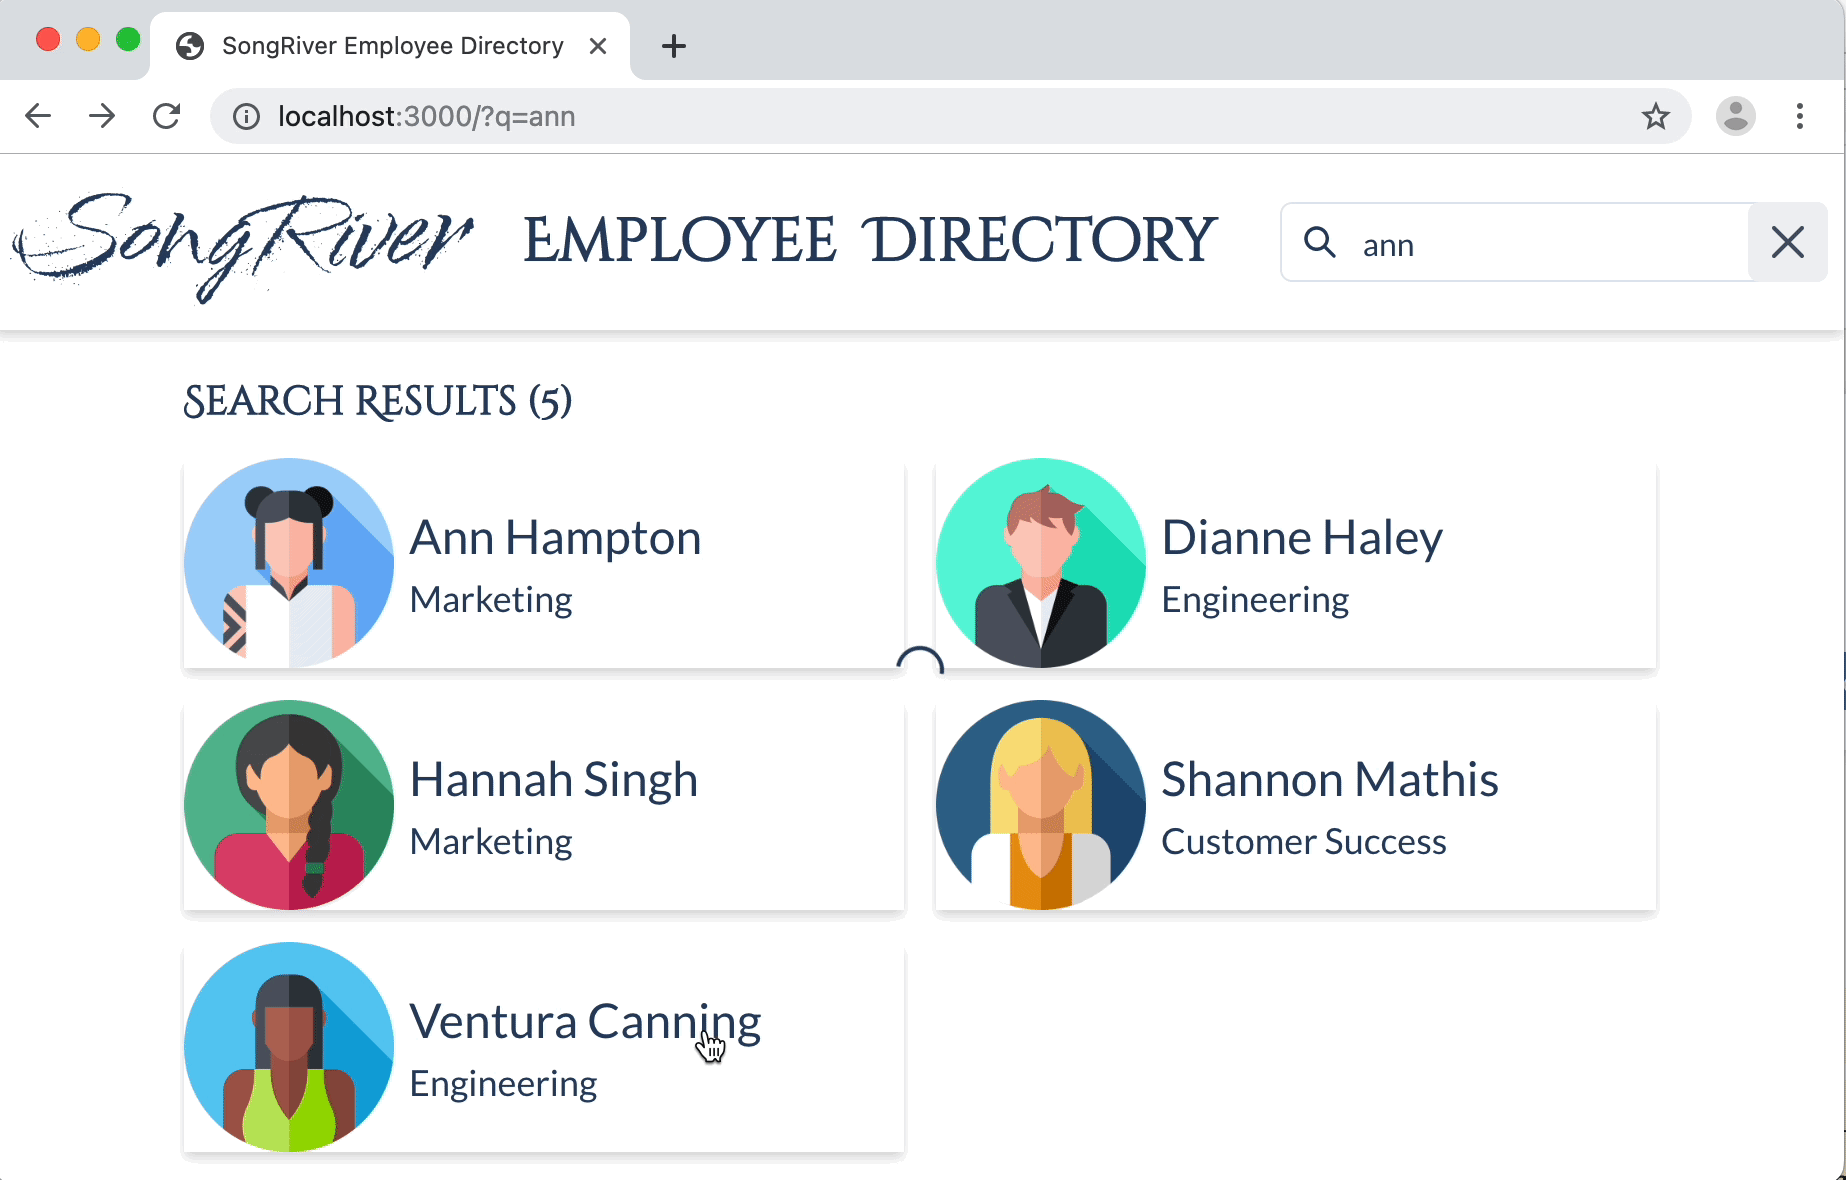 SongRiver Employee Directory
localhost:3000/?q=ann
SongRiver
EMPLOYEE DIRECTORY
ann
SEARCH RESULTS (5)
Ann Hampton
Marketing
Dianne Haley
Engineering
Hannah Singh
Marketing
Shannon Mathis
Customer Success
Ventura Canning
Engineering